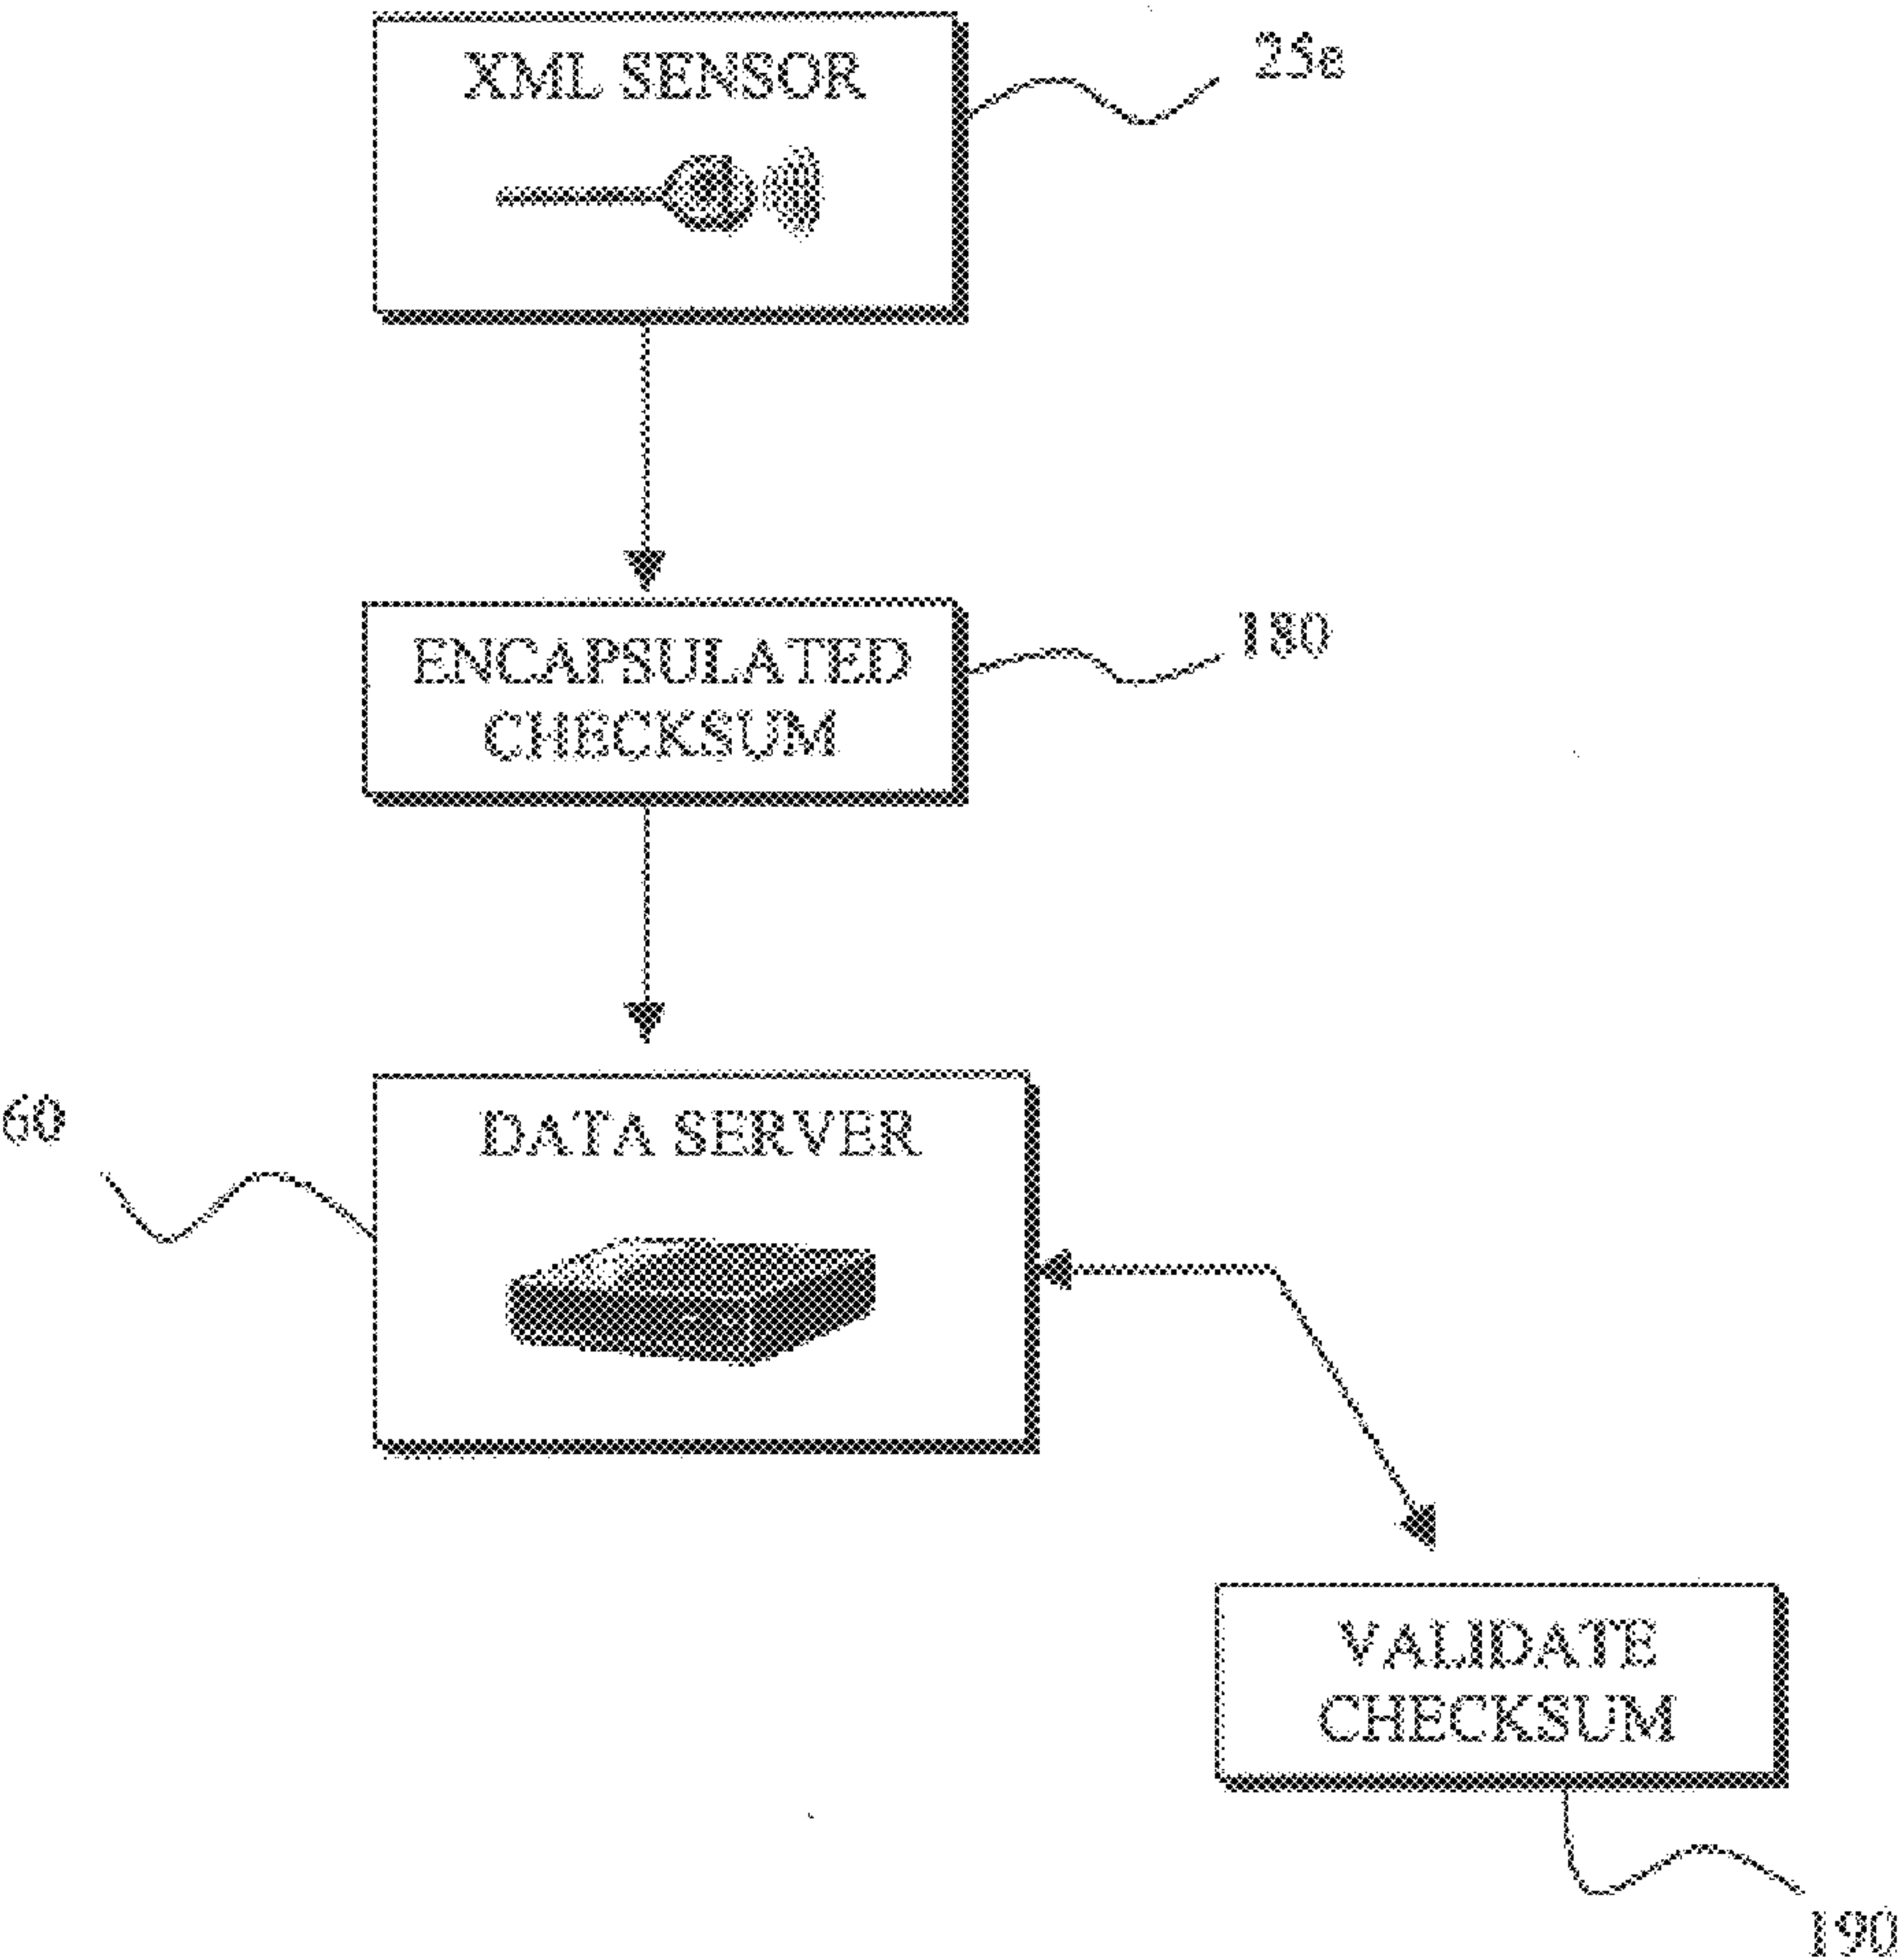 XML SENSOR
25e
ENCAPSULATED
CHECKSUM
180
60
DATA SERVER
VALIDATE
CHECKSUM
190